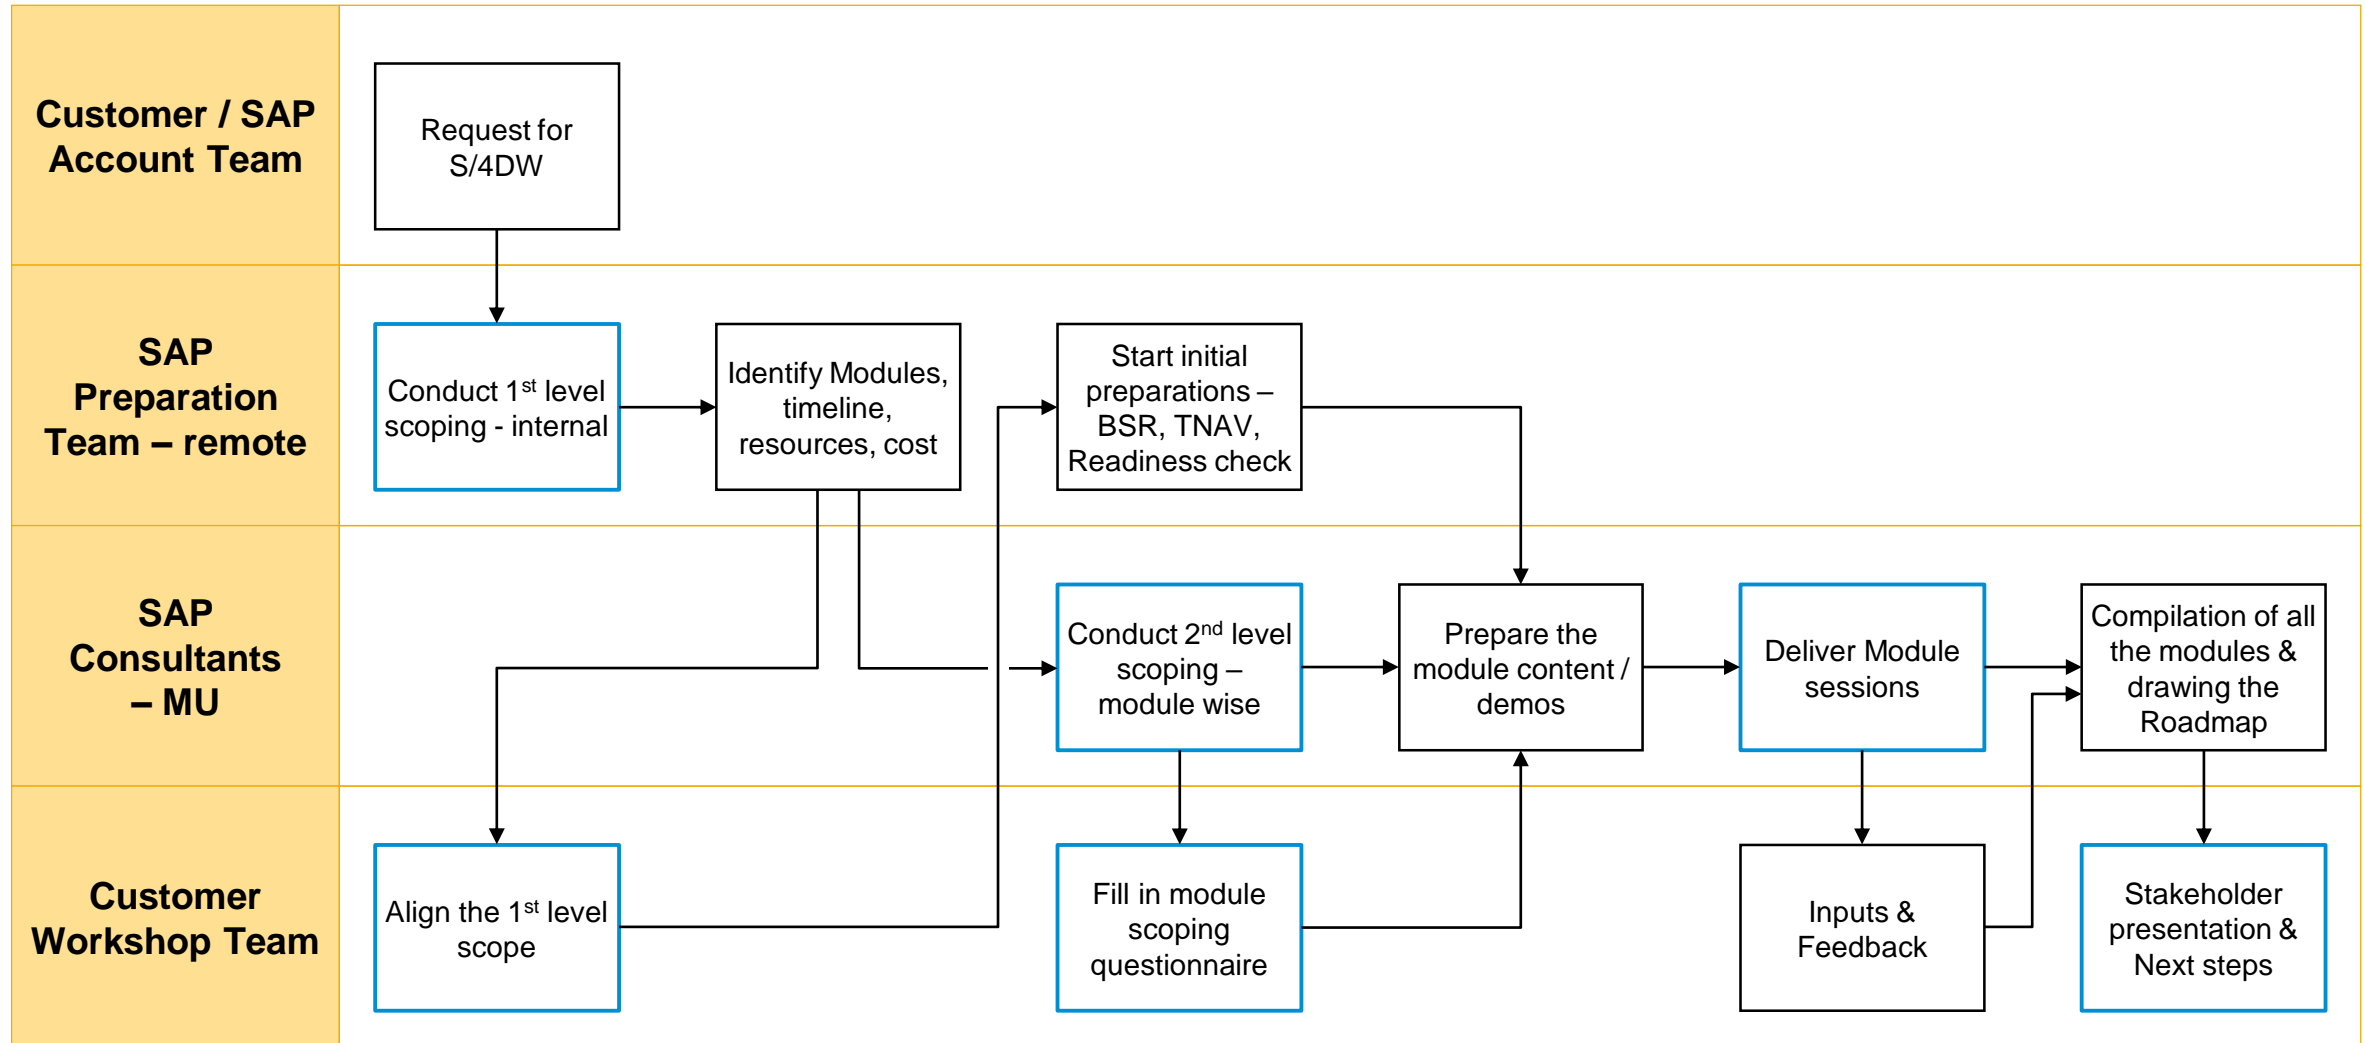 Customer / SAP
Account Team
Request for
S/4DW
SAP
Preparation
Team – remote
Conduct 1st level
scoping - internal
Identify Modules,
timeline,
resources, cost
Start initial
preparations –
BSR, TNAV,
Readiness check
SAP
Consultants
– MU
Conduct 2nd level
scoping –
module wise
Prepare the
module content /
demos
Deliver Module
sessions
Compilation of all
the modules &
drawing the
Roadmap
Customer
Workshop Team
Align the 1st level
scope
Fill in module
scoping
questionnaire
Inputs &
Feedback
Stakeholder
presentation &
Next steps